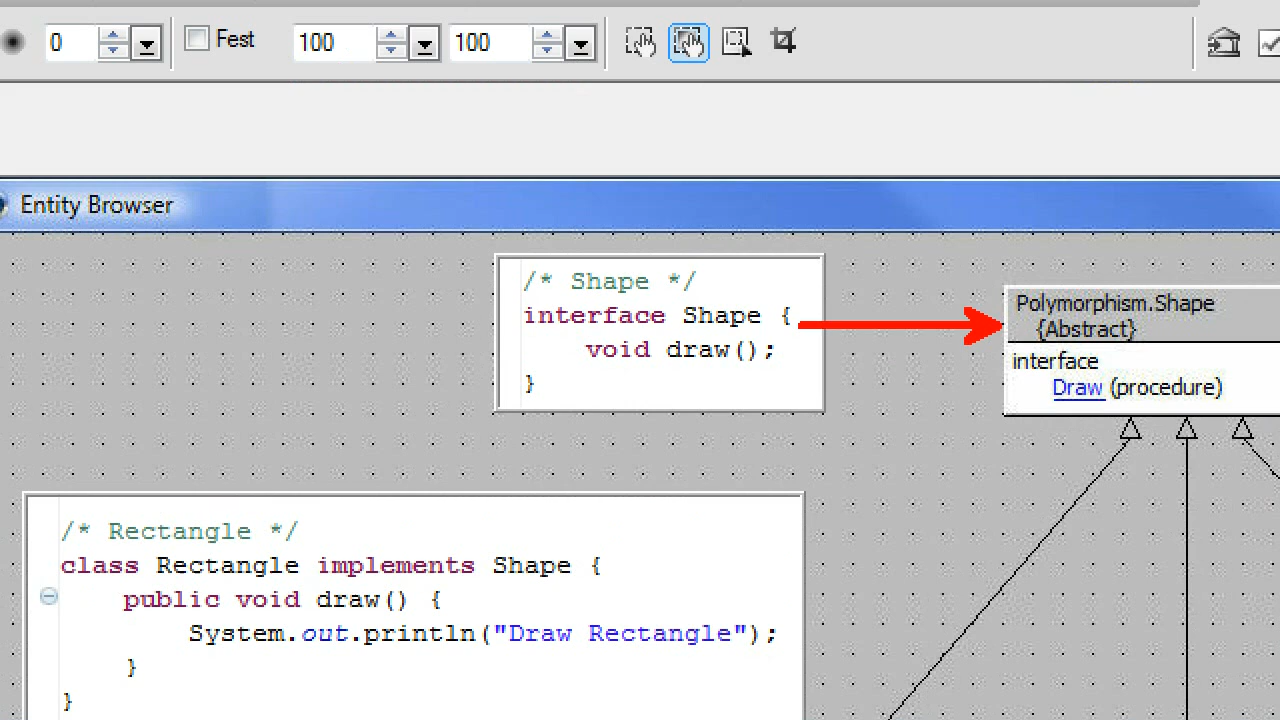 0 Fest 100 100
Entity Browser
/* Shape */
interface Shape {
void draw();
}
Polymorphism.Shape
{Abstract}
interface
Draw (procedure)
/* Rectangle */
class Rectangle implements Shape {
public void draw() {
System.out.println("Draw Rectangle");
}
}